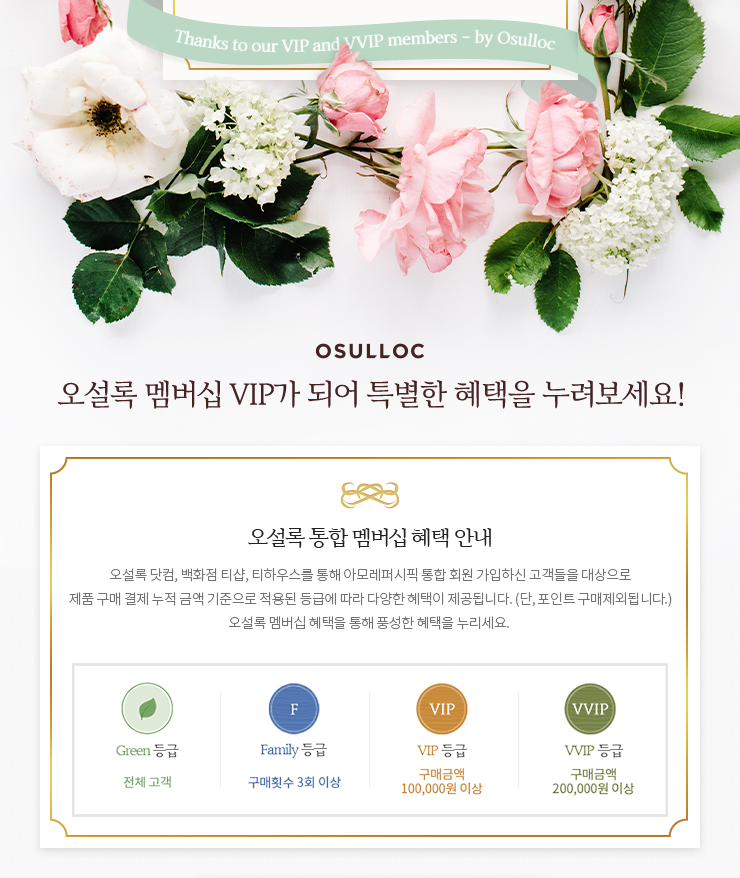 Thanks to our VIP and VVIP members - by Osulloc
OSULLOC
오설록 멤버십 VIP가 되어 특별한 혜택을 누려보세요!
오설록 통합 멤버십 혜택 안내
오설록 닷컴, 백화점 티샵, 티하우스를 통해 아모레퍼시픽 통합 회원 가입하신 고객들을 대상으로
제품 구매 결제 누적 금액 기준으로 적용된 등급에 따라 다양한 혜택이 제공됩니다. (단, 포인트 구매제외됩니다.)
오설록 멤버십 혜택을 통해 풍성한 혜택을 누리세요.
F
VIP
VVIP
Green 등급
Family 등급
VIP 등급
VVIP 등급
전체 고객
구매횟수 3회 이상
구매금액
100,000원 이상
구매금액
200,000원 이상